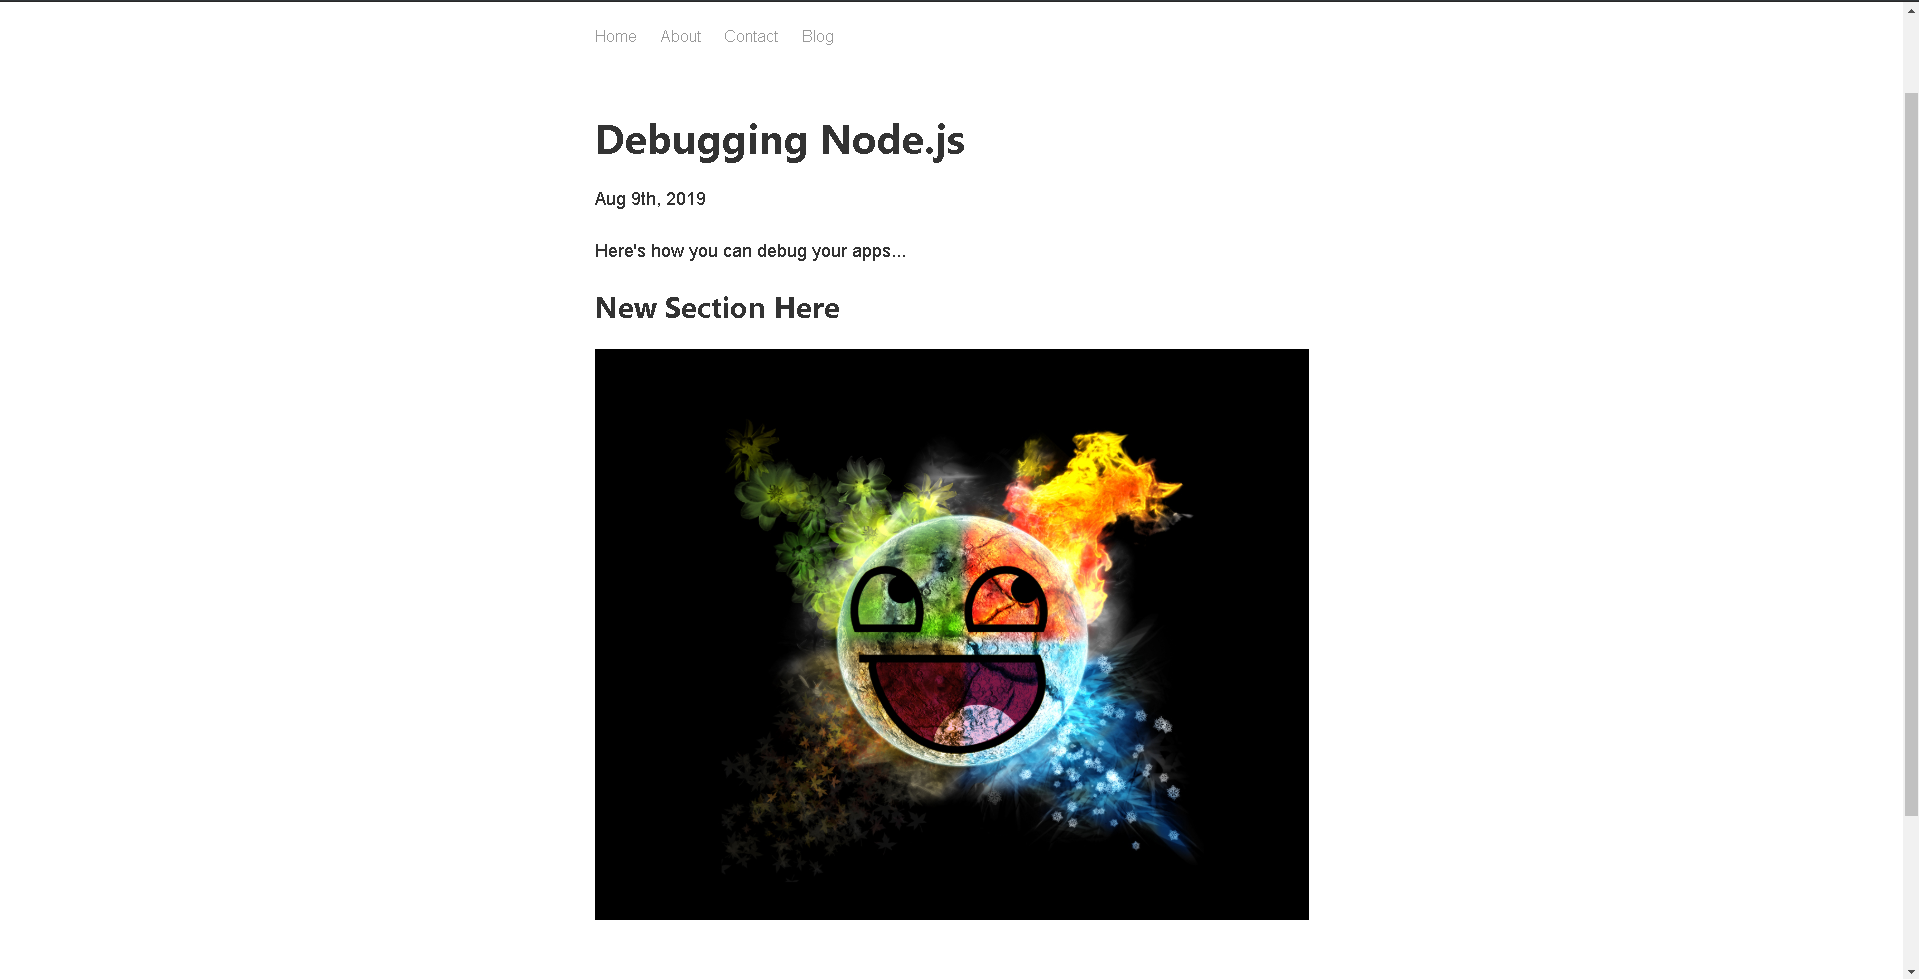 Home About Contact Blog
Debugging Node.js
Aug 9th, 2019
Here's how you can debug your apps...
New Section Here